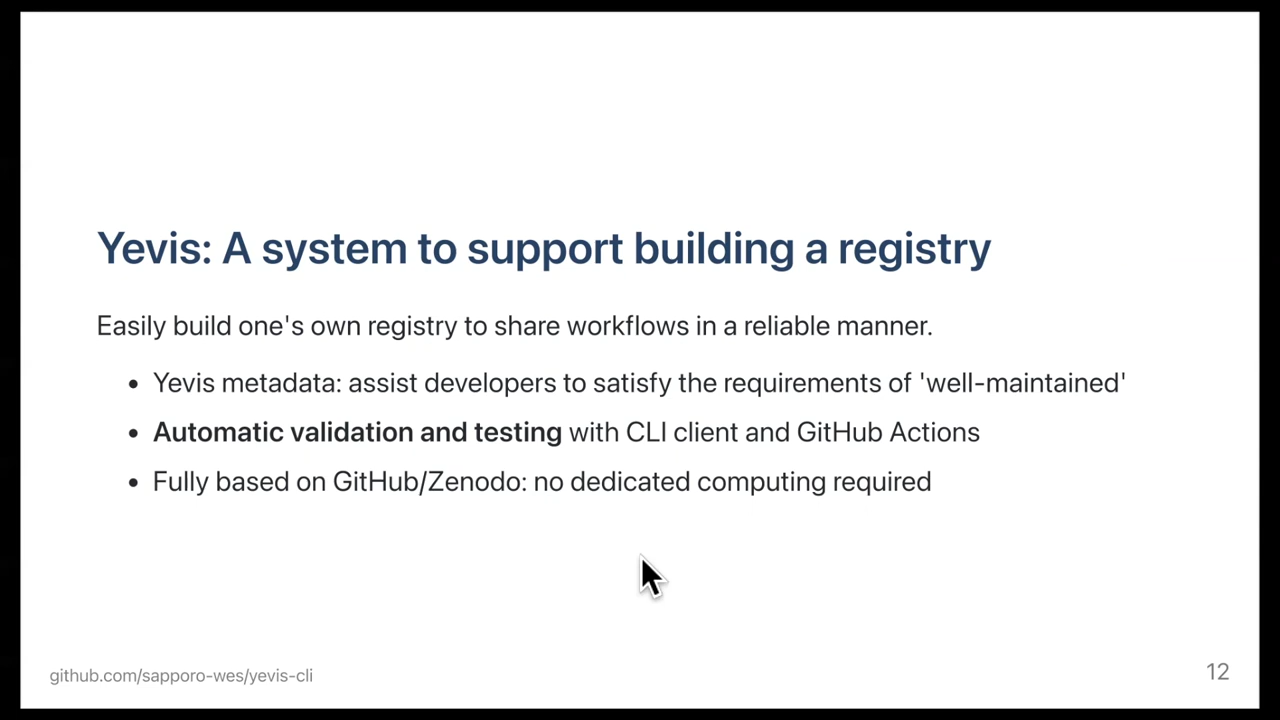 Yevis: A system to support building a registry
Easily build one's own registry to share workflows in a reliable manner.
• Yevis metadata: assist developers to satisfy the requirements of 'well-maintained'
• Automatic validation and testing with CLI client and GitHub Actions
• Fully based on GitHub/Zenodo: no dedicated computing required
github.com/sapporo-wes/yevis-cli
12